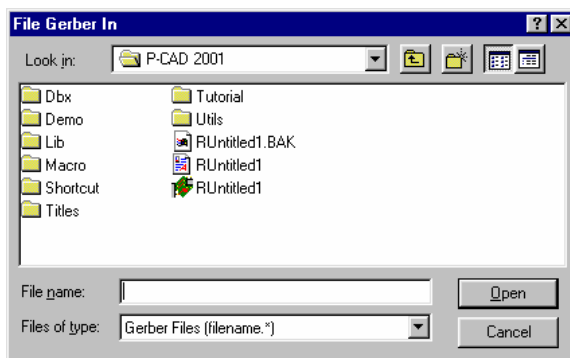 File Gerber In
Look in: P-CAD 2001
Dbx Tutorial
Demo Utils
Lib RUntitled1.BAK
Macro RUntitled1
Shortcut RUntitled1
Titles
File name: Open
Files of type: Gerber Files (filename.*) Cancel